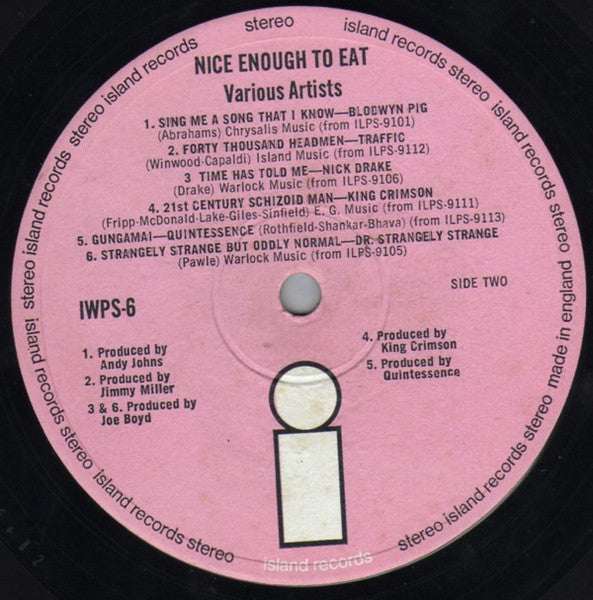 stereo
island records
stereo island records
NICE ENOUGH TO EAT
Various Artists
1. SING ME A SONG THAT I KNOW—BLODWYN PIG
(Abrahams) Chrysalis Music (from ILPS-9101)
2. FORTY THOUSAND HEADMEN—TRAFFIC
(Winwood-Capaldi) Island Music (from ILPS-9112)
3 TIME HAS TOLD ME—NICK DRAKE
(Drake) Warlock Music (from ILPS-9106)
4. 21st CENTURY SCHIZOID MAN—KING CRIMSON
(Fripp-McDonald-Lake-Giles-Sinfield) E. G. Music (from ILPS-9111)
5. GUNGAMAI—QUINTESSENCE (Rothfield-Shankar-Bhava) (from ILPS-9113)
6. STRANGELY STRANGE BUT ODDLY NORMAL—DR. STRANGELY STRANGE
(Pawle) Warlock Music (from ILPS-9105)
SIDE TWO
IWPS-6
1. Produced by
Andy Johns
2. Produced by
Jimmy Miller
3 & 6. Produced by
Joe Boyd
4. Produced by
King Crimson
5. Produced by
Quintessence
stereo island records
stereo island records
island records stereo
island records stereo
island records
stereo island records
made in england
stereo